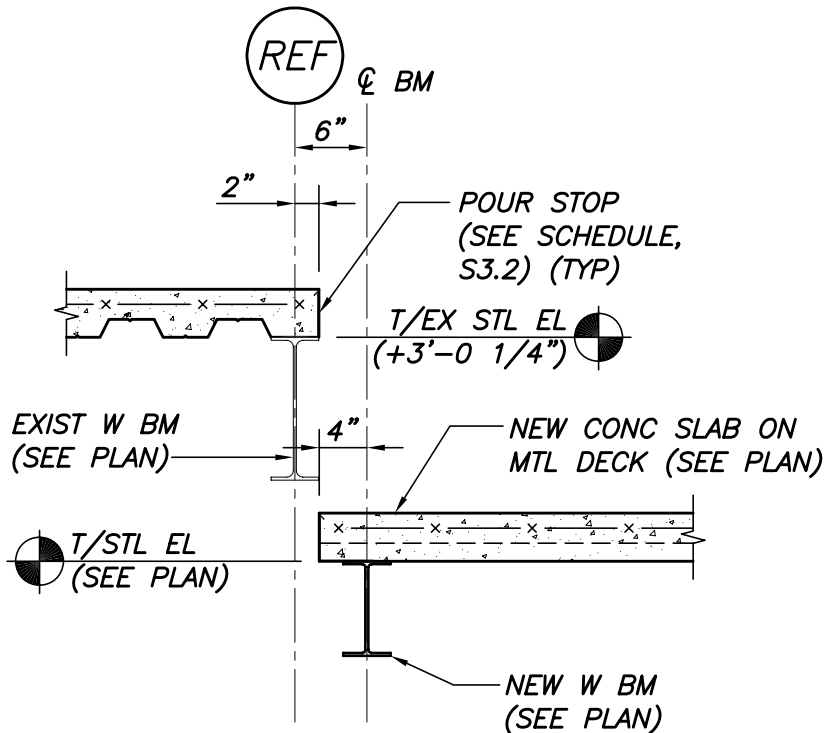 REF
℄ BM
6"
2"
POUR STOP
(SEE SCHEDULE,
S3.2) (TYP)
T/EX STL EL
(+3'-0 1/4")
EXIST W BM
(SEE PLAN)
4"
NEW CONC SLAB ON
MTL DECK (SEE PLAN)
T/STL EL
(SEE PLAN)
NEW W BM
(SEE PLAN)